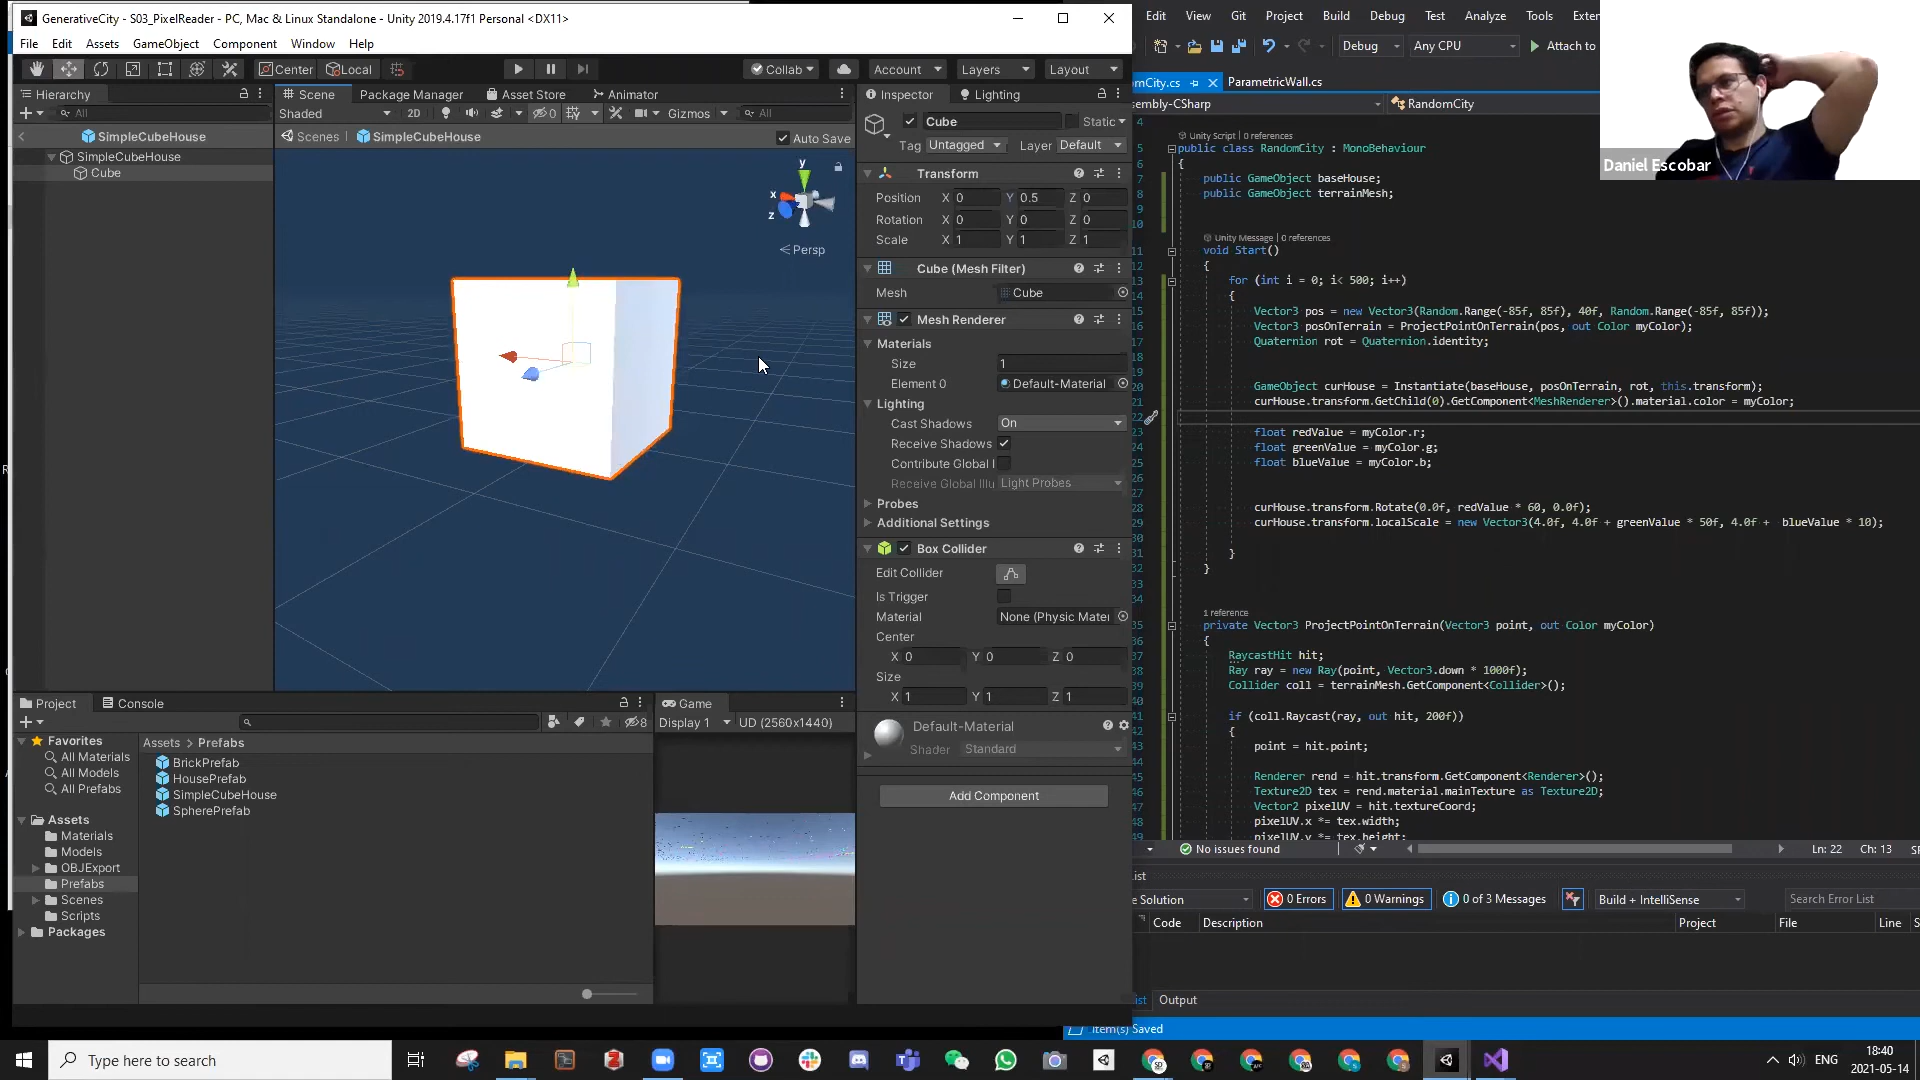 GenerativeCity - S03_PixelReader - PC, Mac & Linux Standalone - Unity 2019.4.17f1 Personal <DX11>
File Edit Assets GameObject Component Window Help
Center Local Collab Account Layers Layout
Hierarchy
All
SimpleCubeHouse
SimpleCubeHouse
Cube
Scene Package Manager Asset Store Animator
Shaded 2D 0 Gizmos All
Scenes SimpleCubeHouse Auto Save
y
x
z
Persp
Inspector Lighting
Cube Static
Tag Untagged Layer Default
Transform
Position X 0 Y 0.5 Z 0
Rotation X 0 Y 0 Z 0
Scale X 1 Y 1 Z 1
Cube (Mesh Filter)
Mesh Cube
Mesh Renderer
Materials
Size 1
Element 0 Default-Material
Lighting
Cast Shadows On
Receive Shadows
Contribute Global I
Receive Global Illu Light Probes
Probes
Additional Settings
Box Collider
Edit Collider
Is Trigger
Material None (Physic Mater
Center
X 0 Y 0 Z 0
Size
X 1 Y 1 Z 1
Default-Material
Shader Standard
Add Component
Project Console
8
Favorites
All Materials
All Models
All Prefabs
Assets
Materials
Models
OBJExport
Prefabs
Scenes
Scripts
Packages
Assets > Prefabs
BrickPrefab
HousePrefab
SimpleCubeHouse
SpherePrefab
Game
Display 1 UD (2560x1440)
Edit View Git Project Build Debug Test Analyze Tools Exten
Debug Any CPU Attach to
mCity.cs ParametricWall.cs
sembly-CSharp RandomCity
Unity Script | 0 references
public class RandomCity : MonoBehaviour
{
public GameObject baseHouse;
public GameObject terrainMesh;
Unity Message | 0 references
void Start()
{
for (int i = 0; i< 500; i++)
{
Vector3 pos = new Vector3(Random.Range(-85f, 85f), 40f, Random.Range(-85f, 85f));
Vector3 posOnTerrain = ProjectPointOnTerrain(pos, out Color myColor);
Quaternion rot = Quaternion.identity;
GameObject curHouse = Instantiate(baseHouse, posOnTerrain, rot, this.transform);
curHouse.transform.GetChild(0).GetComponent<MeshRenderer>().material.color = myColor;
float redValue = myColor.r;
float greenValue = myColor.g;
float blueValue = myColor.b;
curHouse.transform.Rotate(0.0f, redValue * 60, 0.0f);
curHouse.transform.localScale = new Vector3(4.0f, 4.0f + greenValue * 50f, 4.0f + blueValue * 10);
}
}
1 reference
private Vector3 ProjectPointOnTerrain(Vector3 point, out Color myColor)
{
RaycastHit hit;
Ray ray = new Ray(point, Vector3.down * 1000f);
Collider coll = terrainMesh.GetComponent<Collider>();
if (coll.Raycast(ray, out hit, 200f))
{
point = hit.point;
Renderer rend = hit.transform.GetComponent<Renderer>();
Texture2D tex = rend.material.mainTexture as Texture2D;
Vector2 pixelUV = hit.textureCoord;
pixelUV.x *= tex.width;
pixelUV.y *= tex.height;
No issues found Ln: 22 Ch: 13
ist
e Solution 0 Errors 0 Warnings 0 of 3 Messages Build + IntelliSense Search Error List
Code Description Project File Line
ist Output
Item(s) Saved
Daniel Escobar
Type here to search
ENG
18:40
2021-05-14